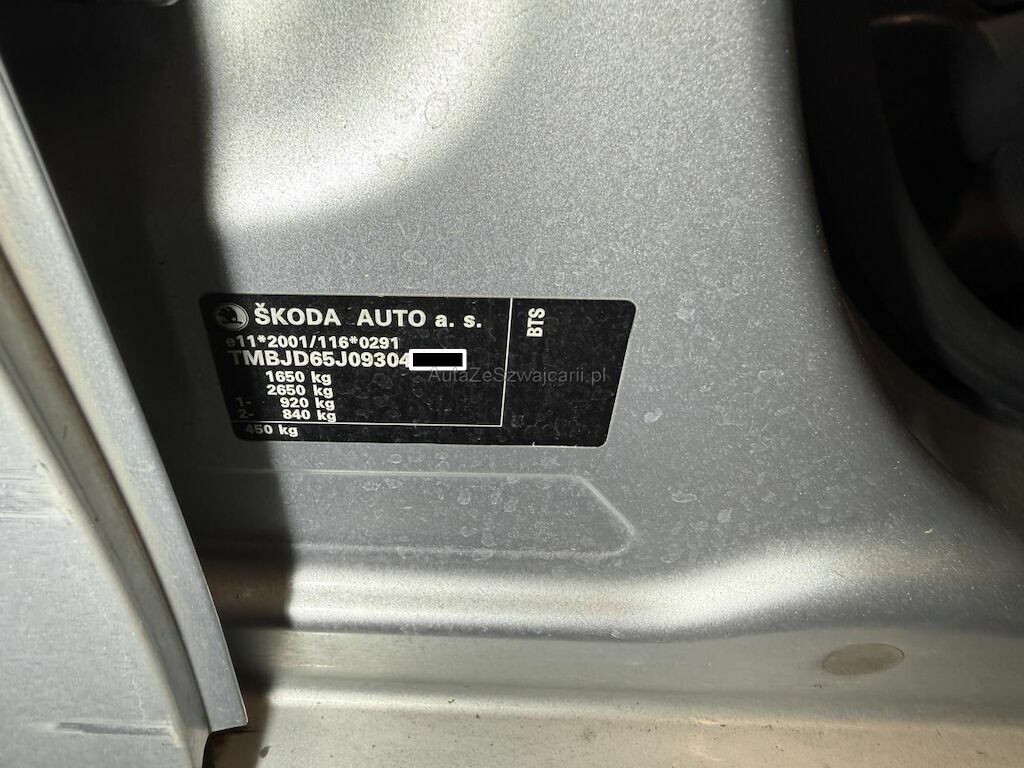 ŠKODA AUTO a. s.
BTS
e11*2001/116*0291
TMBJD65J09304
AutaZeSzwajcarii.pl
1650 kg
2650 kg
1- 920 kg
2- 840 kg
450 kg